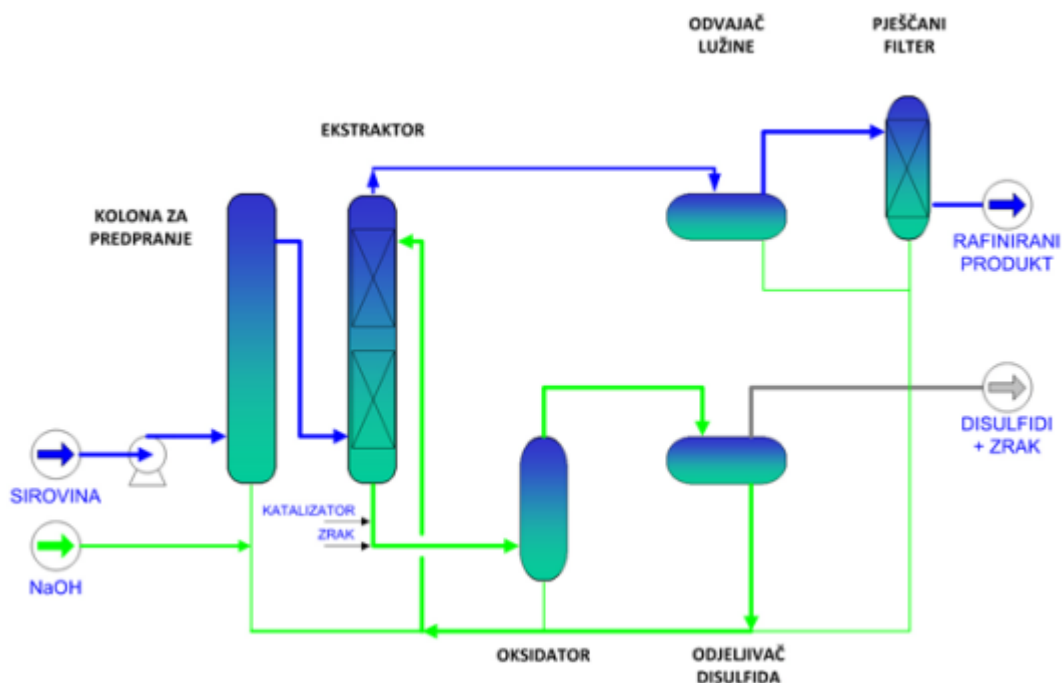 ODVAJAČ
LUŽINE
PJEŠČANI
FILTER
EKSTRAKTOR
KOLONA ZA
PREDPRANJE
RAFINIRANI
PRODUKT
SIROVINA
KATALIZATOR
ZRAK
DISULFIDI
+ ZRAK
NaOH
OKSIDATOR
ODJELJIVAČ
DISULFIDA